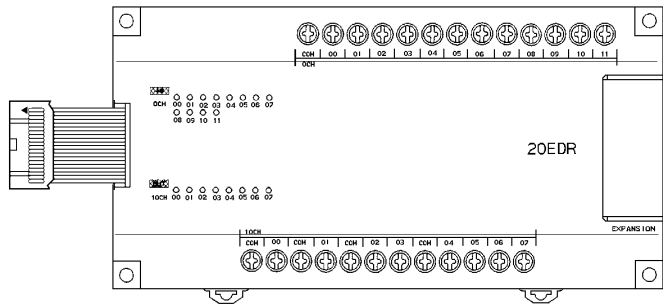 COM 00 01 02 03 04 05 06 07 08 09 10 11
0CH
0CH 00 01 02 03 04 05 06 07
08 09 10 11
20EDR
10CH 00 01 02 03 04 05 06 07
EXPANSION
10CH
COM 00 COM 01 COM 02 03 COM 04 05 06 07